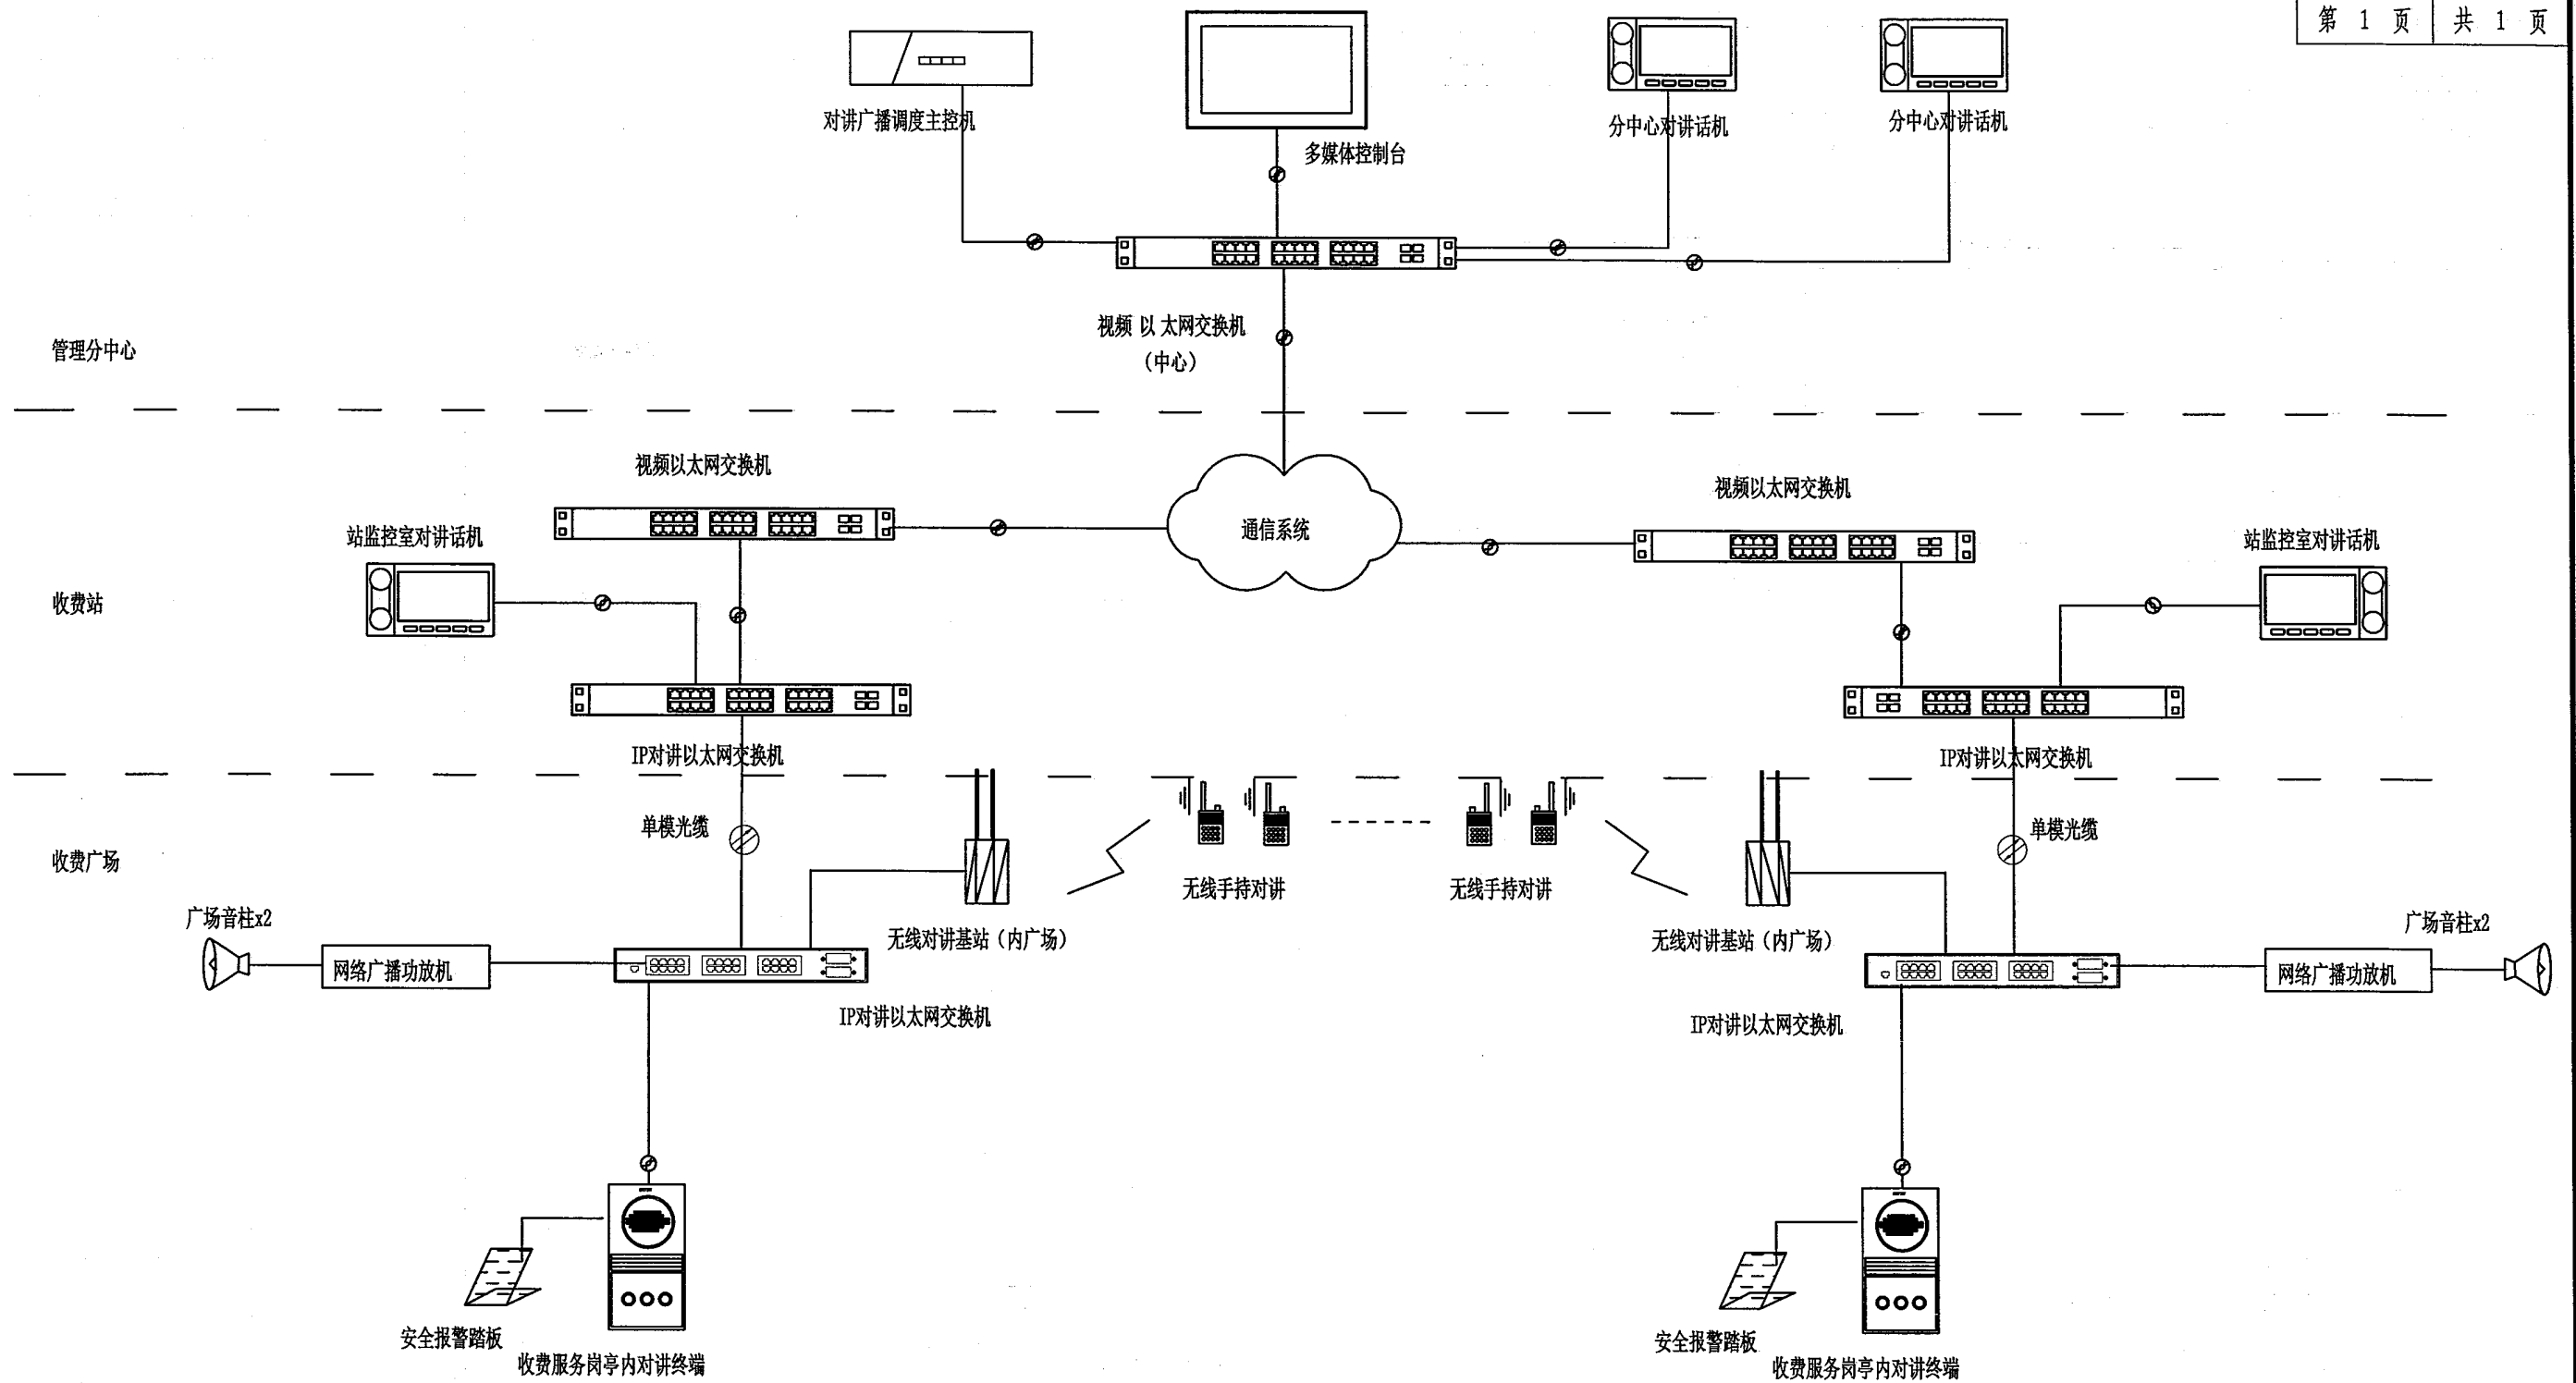 第 1 页 共 1 页
对讲广播调度主控机
多媒体控制台
分中心对讲话机
分中心对讲话机
视频 以 太网交换机
（中心）
管理分中心
视频以太网交换机
视频以太网交换机
通信系统
站监控室对讲话机
站监控室对讲话机
收费站
IP对讲以太网交换机
IP对讲以太网交换机
单模光缆
单模光缆
收费广场
无线手持对讲
无线手持对讲
广场音柱x2
无线对讲基站（内广场）
无线对讲基站（内广场）
广场音柱x2
网络广播功放机
网络广播功放机
IP对讲以太网交换机
IP对讲以太网交换机
安全报警踏板
收费服务岗亭内对讲终端
安全报警踏板
收费服务岗亭内对讲终端